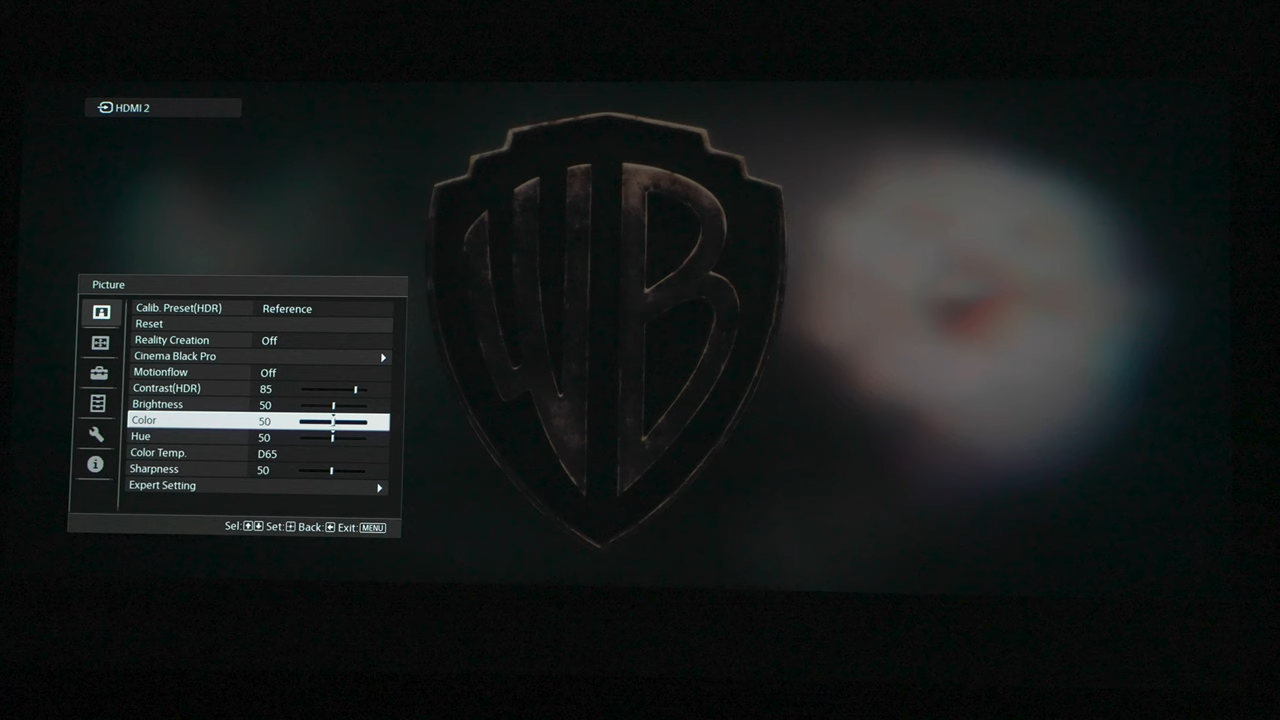 HDMI 2
WB
Picture
Calib. Preset(HDR) Reference
Reset
Reality Creation Off
Cinema Black Pro
Motionflow Off
Contrast(HDR) 85
Brightness 50
Color 50
Hue 50
Color Temp. D65
Sharpness 50
Expert Setting
Sel: Set: Back: Exit: MENU